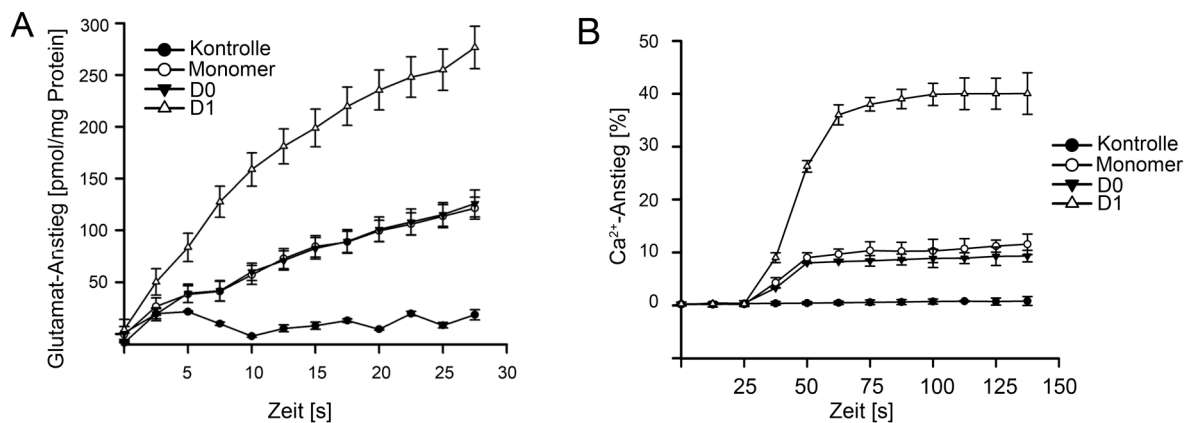 A
Glutamat-Anstieg [pmol/mg Protein]
300
250
200
150
100
50
Kontrolle
Monomer
D0
D1
5
10
15
20
25
30
Zeit [s]
B
Ca²⁺-Anstieg [%]
50
40
30
20
10
0
Kontrolle
Monomer
D0
D1
25
50
75
100
125
150
Zeit [s]